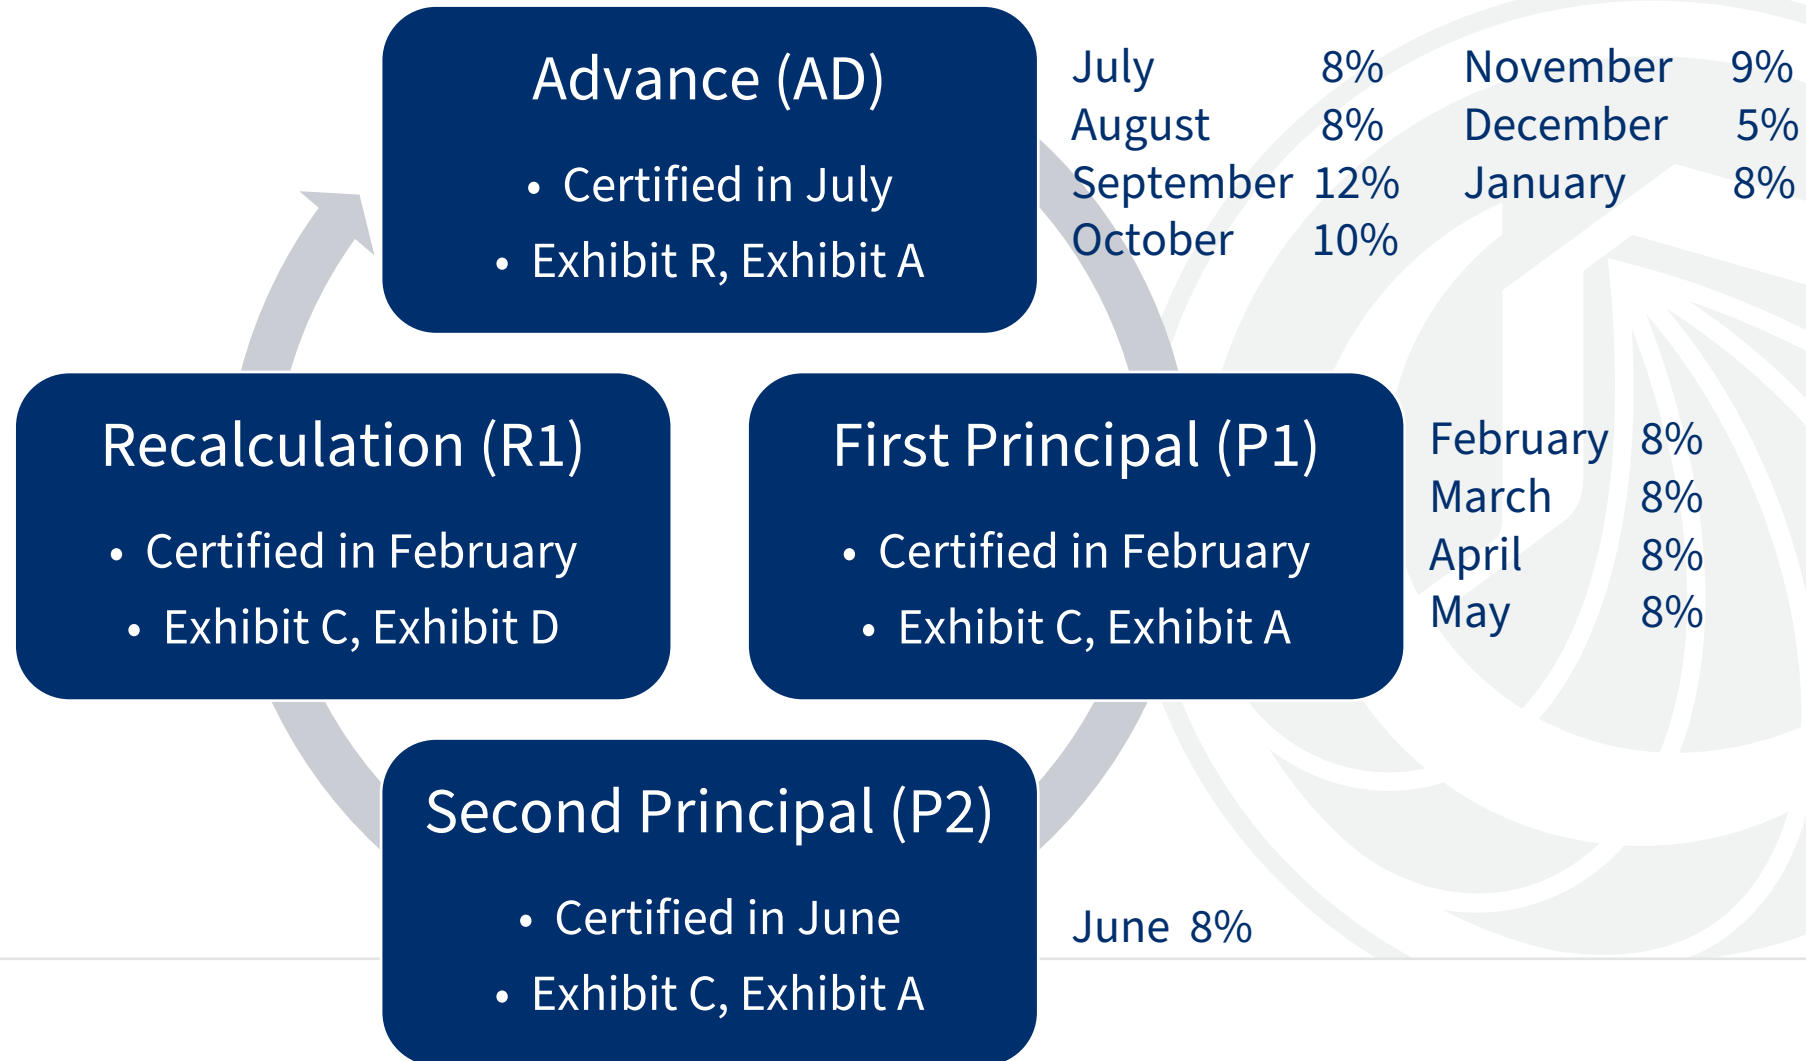 Advance (AD)
• Certified in July
• Exhibit R, Exhibit A
July 8%
August 8%
September 12%
October 10%
November 9%
December 5%
January 8%
Recalculation (R1)
• Certified in February
• Exhibit C, Exhibit D
First Principal (P1)
• Certified in February
• Exhibit C, Exhibit A
February 8%
March 8%
April 8%
May 8%
Second Principal (P2)
• Certified in June
• Exhibit C, Exhibit A
June 8%